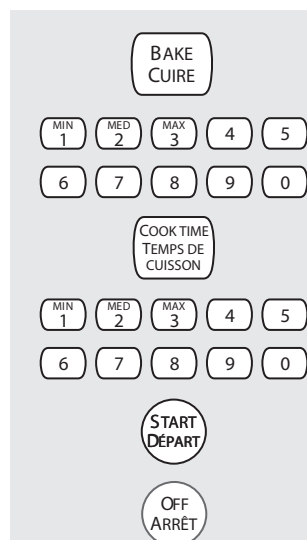 BAKE
CUIRE
MIN MED MAX
1 2 3 4 5
6 7 8 9 0
COOK TIME
TEMPS DE
CUISSON
MIN MED MAX
1 2 3 4 5
6 7 8 9 0
START
DÉPART
OFF
ARRÊT